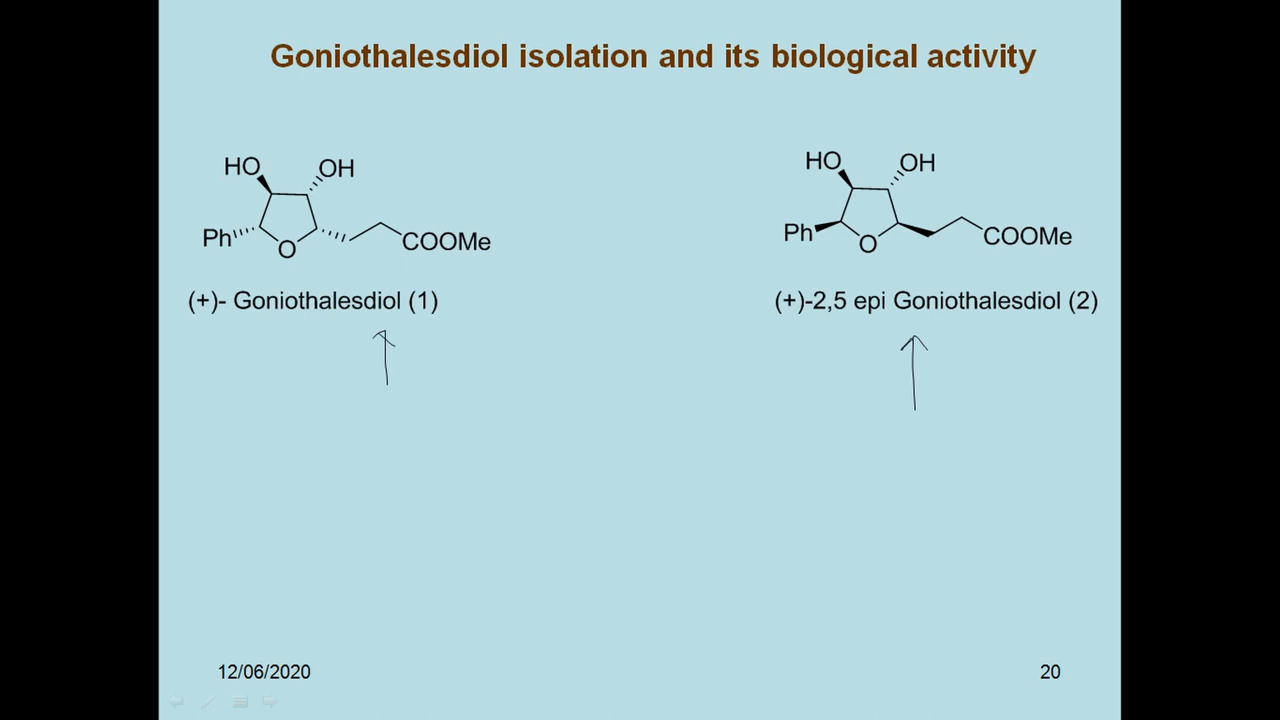 Goniothalesdiol isolation and its biological activity
HO OH
Ph O COOMe
(+)- Goniothalesdiol (1)
HO OH
Ph O COOMe
(+)-2,5 epi Goniothalesdiol (2)
12/06/2020
20